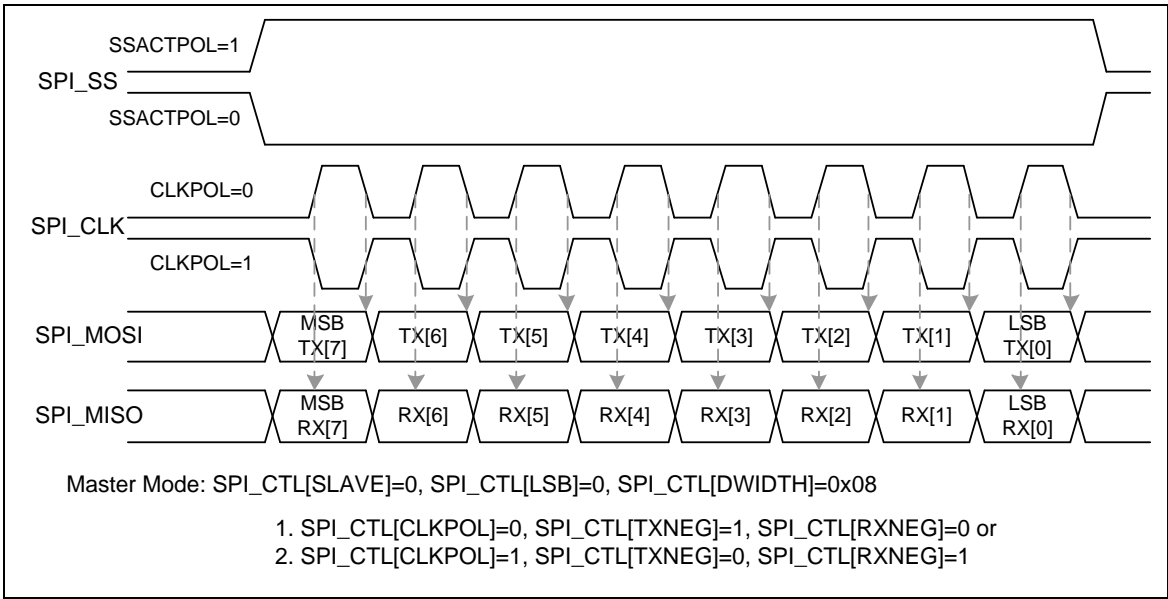 SSACTPOL=1
SPI_SS
SSACTPOL=0
CLKPOL=0
SPI_CLK
CLKPOL=1
SPI_MOSI
MSB
TX[7]
TX[6]
TX[5]
TX[4]
TX[3]
TX[2]
TX[1]
LSB
TX[0]
SPI_MISO
MSB
RX[7]
RX[6]
RX[5]
RX[4]
RX[3]
RX[2]
RX[1]
LSB
RX[0]
Master Mode: SPI_CTL[SLAVE]=0, SPI_CTL[LSB]=0, SPI_CTL[DWIDTH]=0x08
1. SPI_CTL[CLKPOL]=0, SPI_CTL[TXNEG]=1, SPI_CTL[RXNEG]=0 or
2. SPI_CTL[CLKPOL]=1, SPI_CTL[TXNEG]=0, SPI_CTL[RXNEG]=1